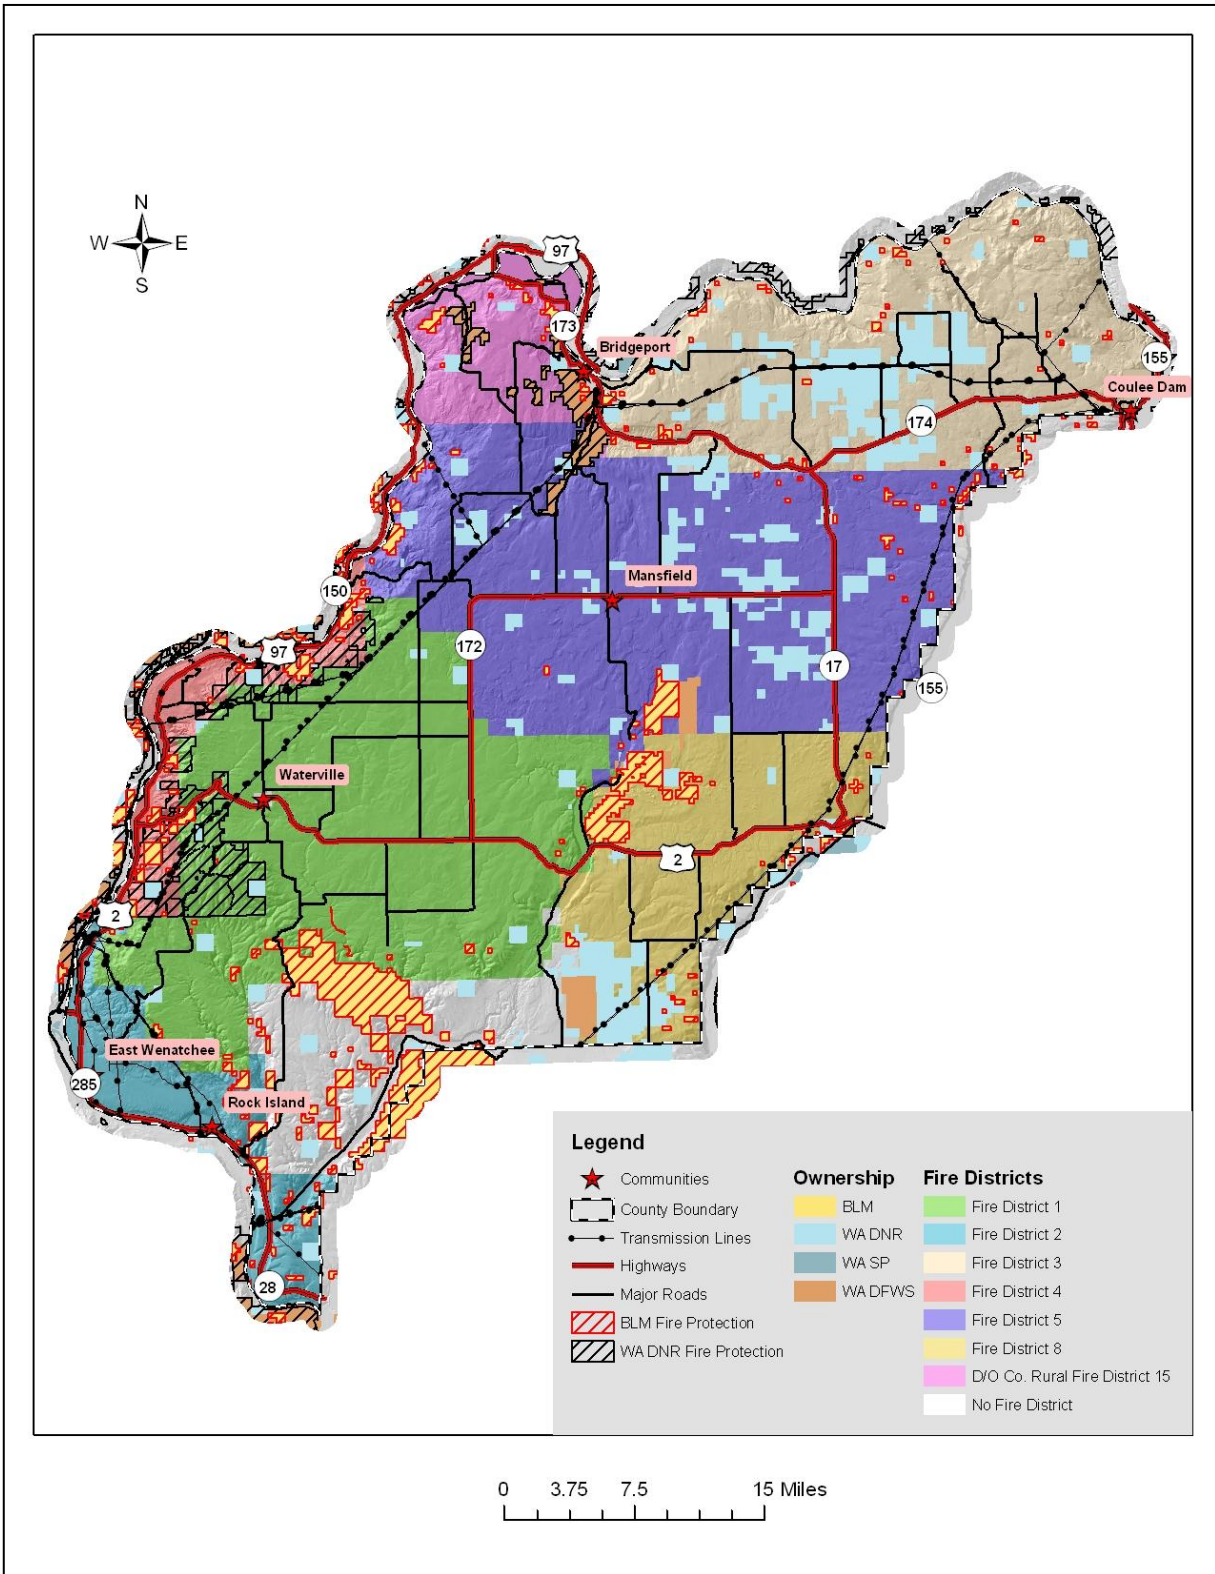 N
W E
S
97
173
Bridgeport
155
Coulee Dam
174
Mansfield
150
172
97
17
155
Waterville
2
2
East Wenatchee
285
Rock Island
28
Legend
Communities
County Boundary
Transmission Lines
Highways
Major Roads
BLM Fire Protection
WA DNR Fire Protection
Ownership
BLM
WA DNR
WA SP
WA DFWS
Fire Districts
Fire District 1
Fire District 2
Fire District 3
Fire District 4
Fire District 5
Fire District 8
D/O Co. Rural Fire District 15
No Fire District
0 3.75 7.5 15 Miles